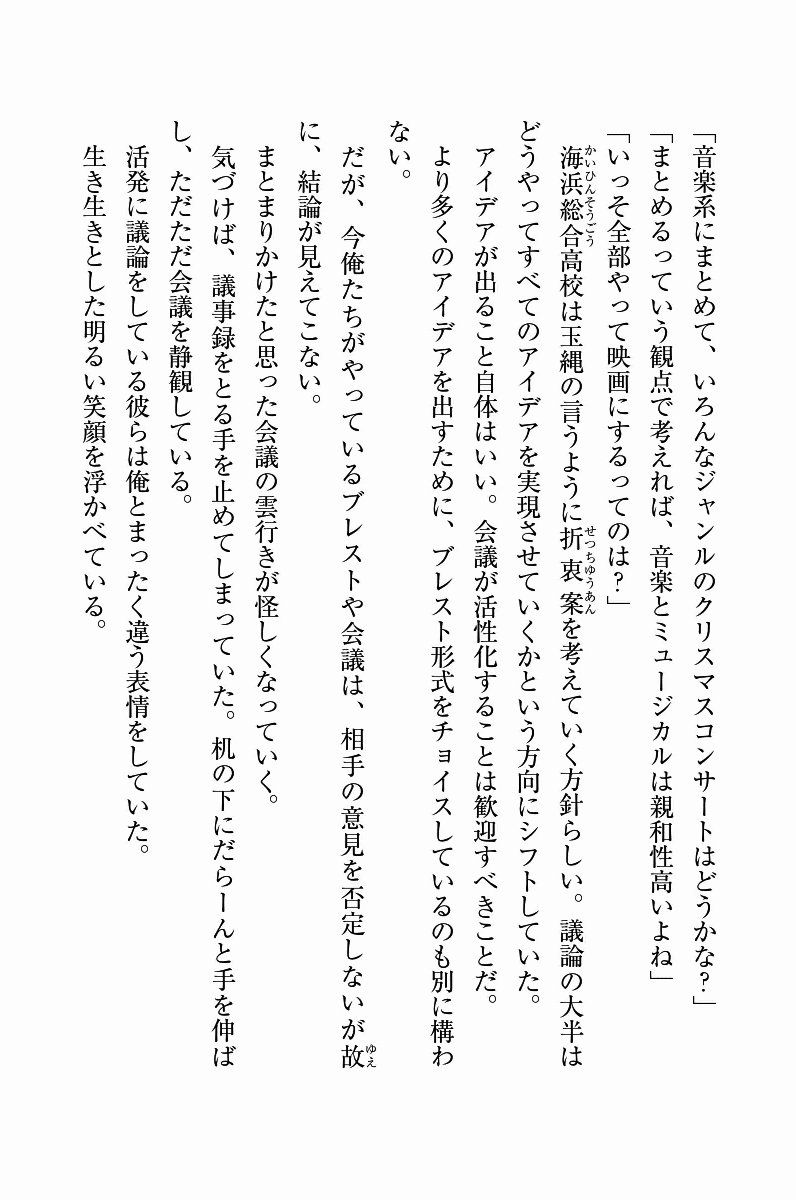 「音楽系にまとめて、いろんなジャンルのクリスマスコンサートはどうかな？」
「まとめるっていう観点で考えれば、音楽とミュージカルは親和性高いよね」
「いっそ全部やって映画にするってのは？」
海浜総合高校は玉縄の言うように折衷案を考えていく方針らしい。議論の大半は
かいひんそうごう
せつちゆうあん
どうやってすべてのアイデアを実現させていくかという方向にシフトしていた。
アイデアが出ること自体はいい。会議が活性化することは歓迎すべきことだ。
より多くのアイデアを出すために、ブレスト形式をチョイスしているのも別に構わ
ない。
だが、今俺たちがやっているブレストや会議は、相手の意見を否定しないが故
ゆえ
に、結論が見えてこない。
まとまりかけたと思った会議の雲行きが怪しくなっていく。
気づけば、議事録をとる手を止めてしまっていた。机の下にだらーんと手を伸ば
し、ただただ会議を静観している。
活発に議論をしている彼らは俺とまったく違う表情をしていた。
生き生きとした明るい笑顔を浮かべている。